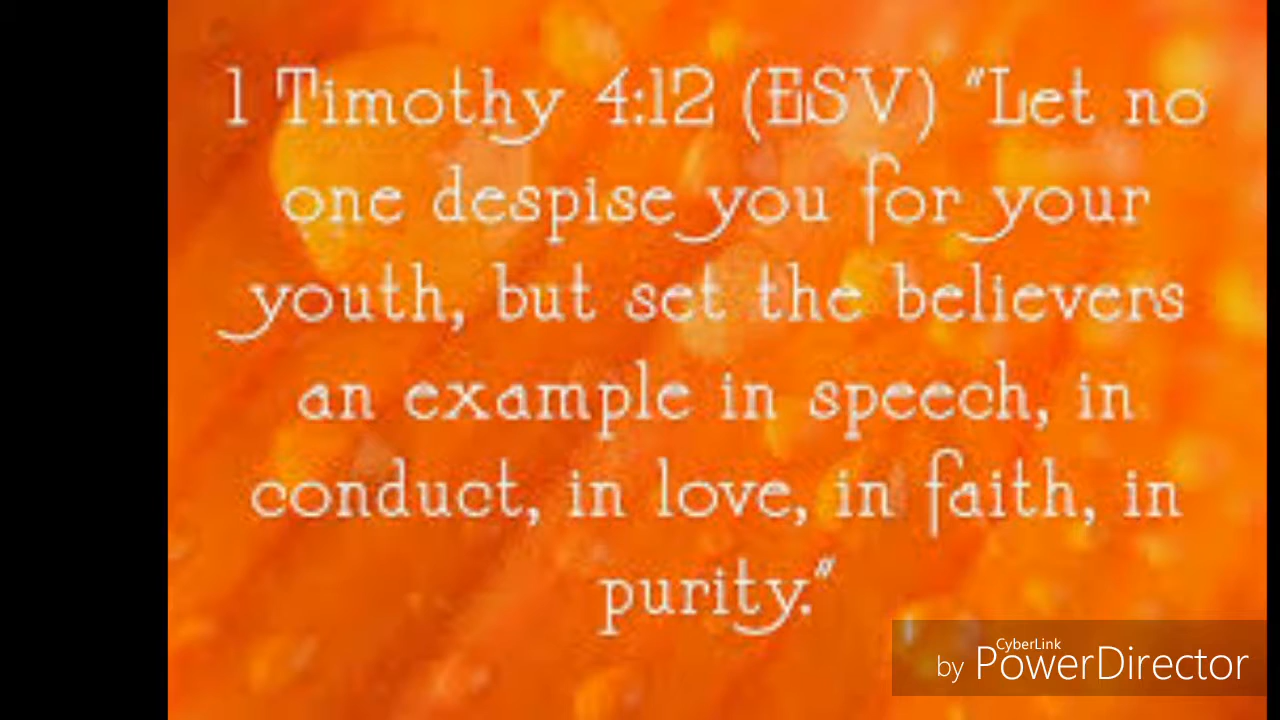 1 Timothy 4:12 (ESV) "Let no
one despise you for your
youth, but set the believers
an example in speech, in
conduct, in love, in faith, in
purity."
CyberLink
by PowerDirector